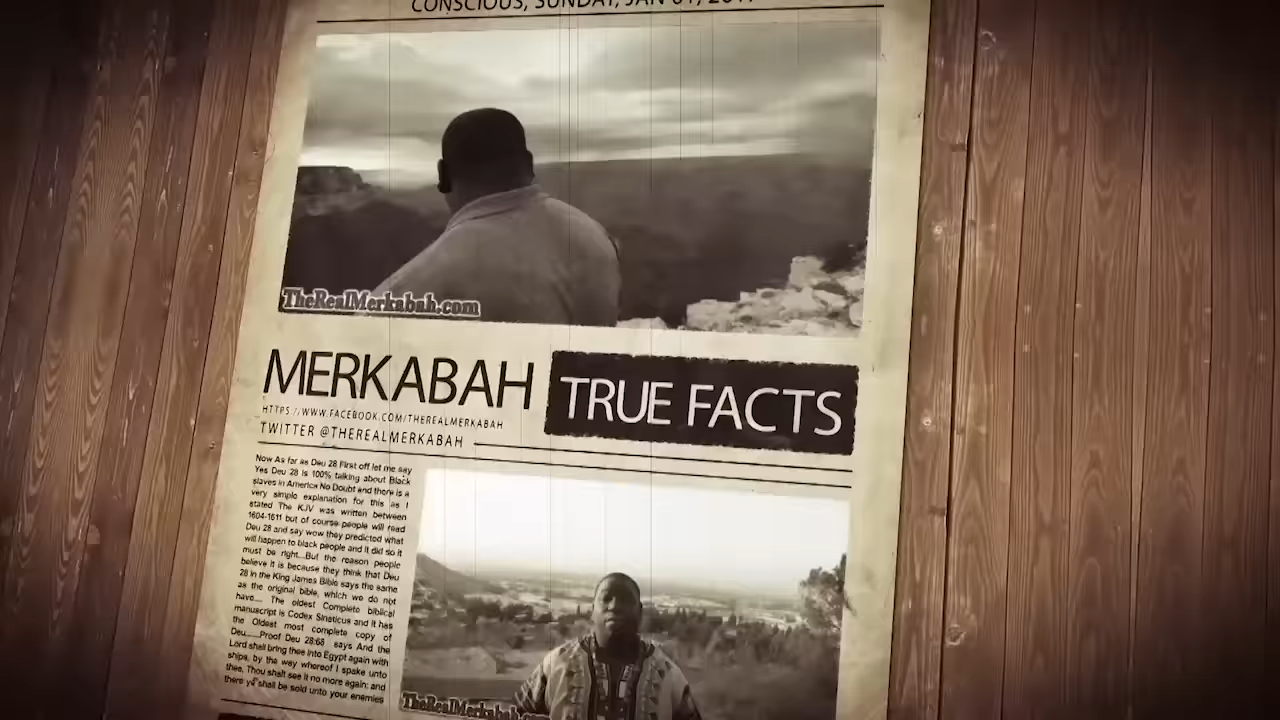 CONSCIOUS, SUNDAY, JAN 01,
TheRealMerkabah.com
MERKABAH TRUE FACTS
HTTPS://WWW.FACEBOOK.COM/THEREALMERKABAH
TWITTER @THEREALMERKABAH
Now As far as Deu 28 First off let me say
Yes Deu 28 is 100% talking about Black
slaves in America No Doubt and there is a
very simple explanation for this as I
stated The KJV was written between
1604-1611 but of course people will read
Deu 28 and say wow they predicted what
will happen to black people and it did so it
must be right...But the reason people
believe it is because they think that Deu
28 in the King James Bible says the same
as the original bible, which we do not
have.... The oldest Complete biblical
manuscript is Codex Sinaticus and it has
the Oldest most complete copy of
Deu......Proof Deu 28:68 says And the
Lord shall bring thee into Egypt again with
ships, by the way whereof I spake unto
thee, Thou shalt see it no more again: and
there ye shall be sold unto your enemies
TheRealMerkabah.com